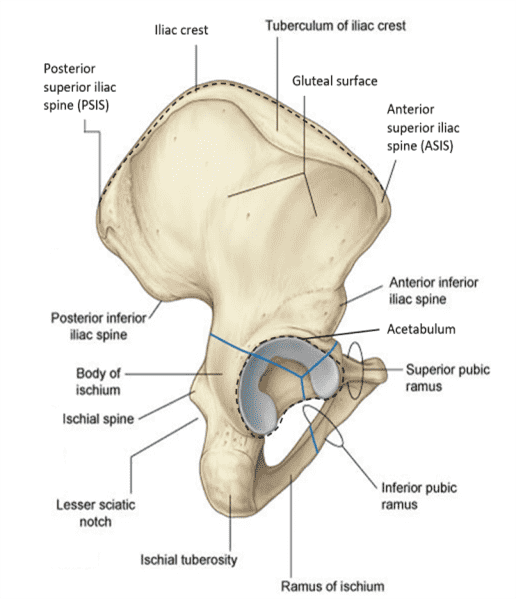 Iliac crest
Tuberculum of iliac crest
Posterior
superior iliac
spine (PSIS)
Gluteal surface
Anterior
superior iliac
spine (ASIS)
Anterior inferior
iliac spine
Posterior inferior
iliac spine
Acetabulum
Body of
ischium
Superior pubic
ramus
Ischial spine
Lesser sciatic
notch
Inferior pubic
ramus
Ischial tuberosity
Ramus of ischium